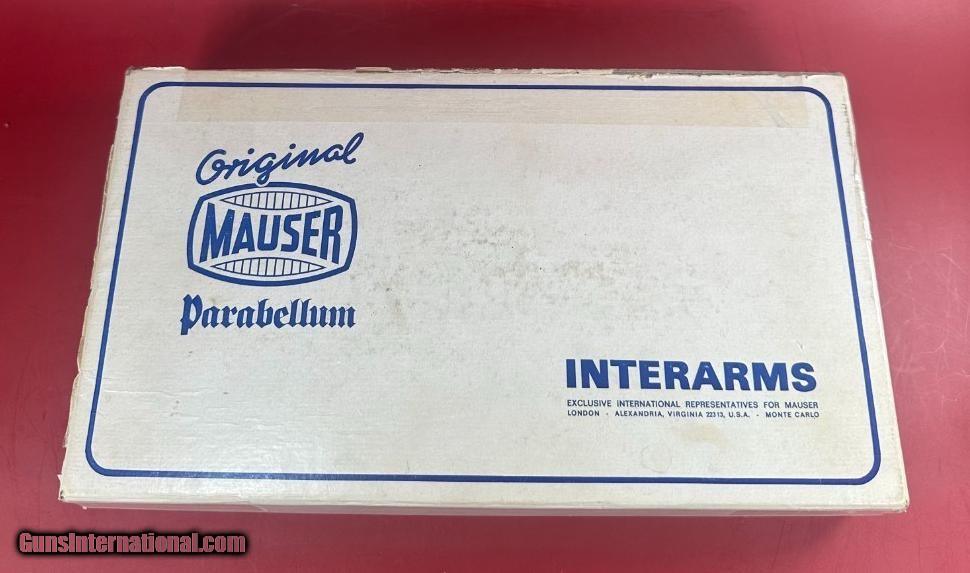 Original
MAUSER
Parabellum
INTERARMS
EXCLUSIVE INTERNATIONAL REPRESENTATIVES FOR MAUSER
LONDON - ALEXANDRIA, VIRGINIA 22313, U.S.A. - MONTE CARLO
GunsInternational.com